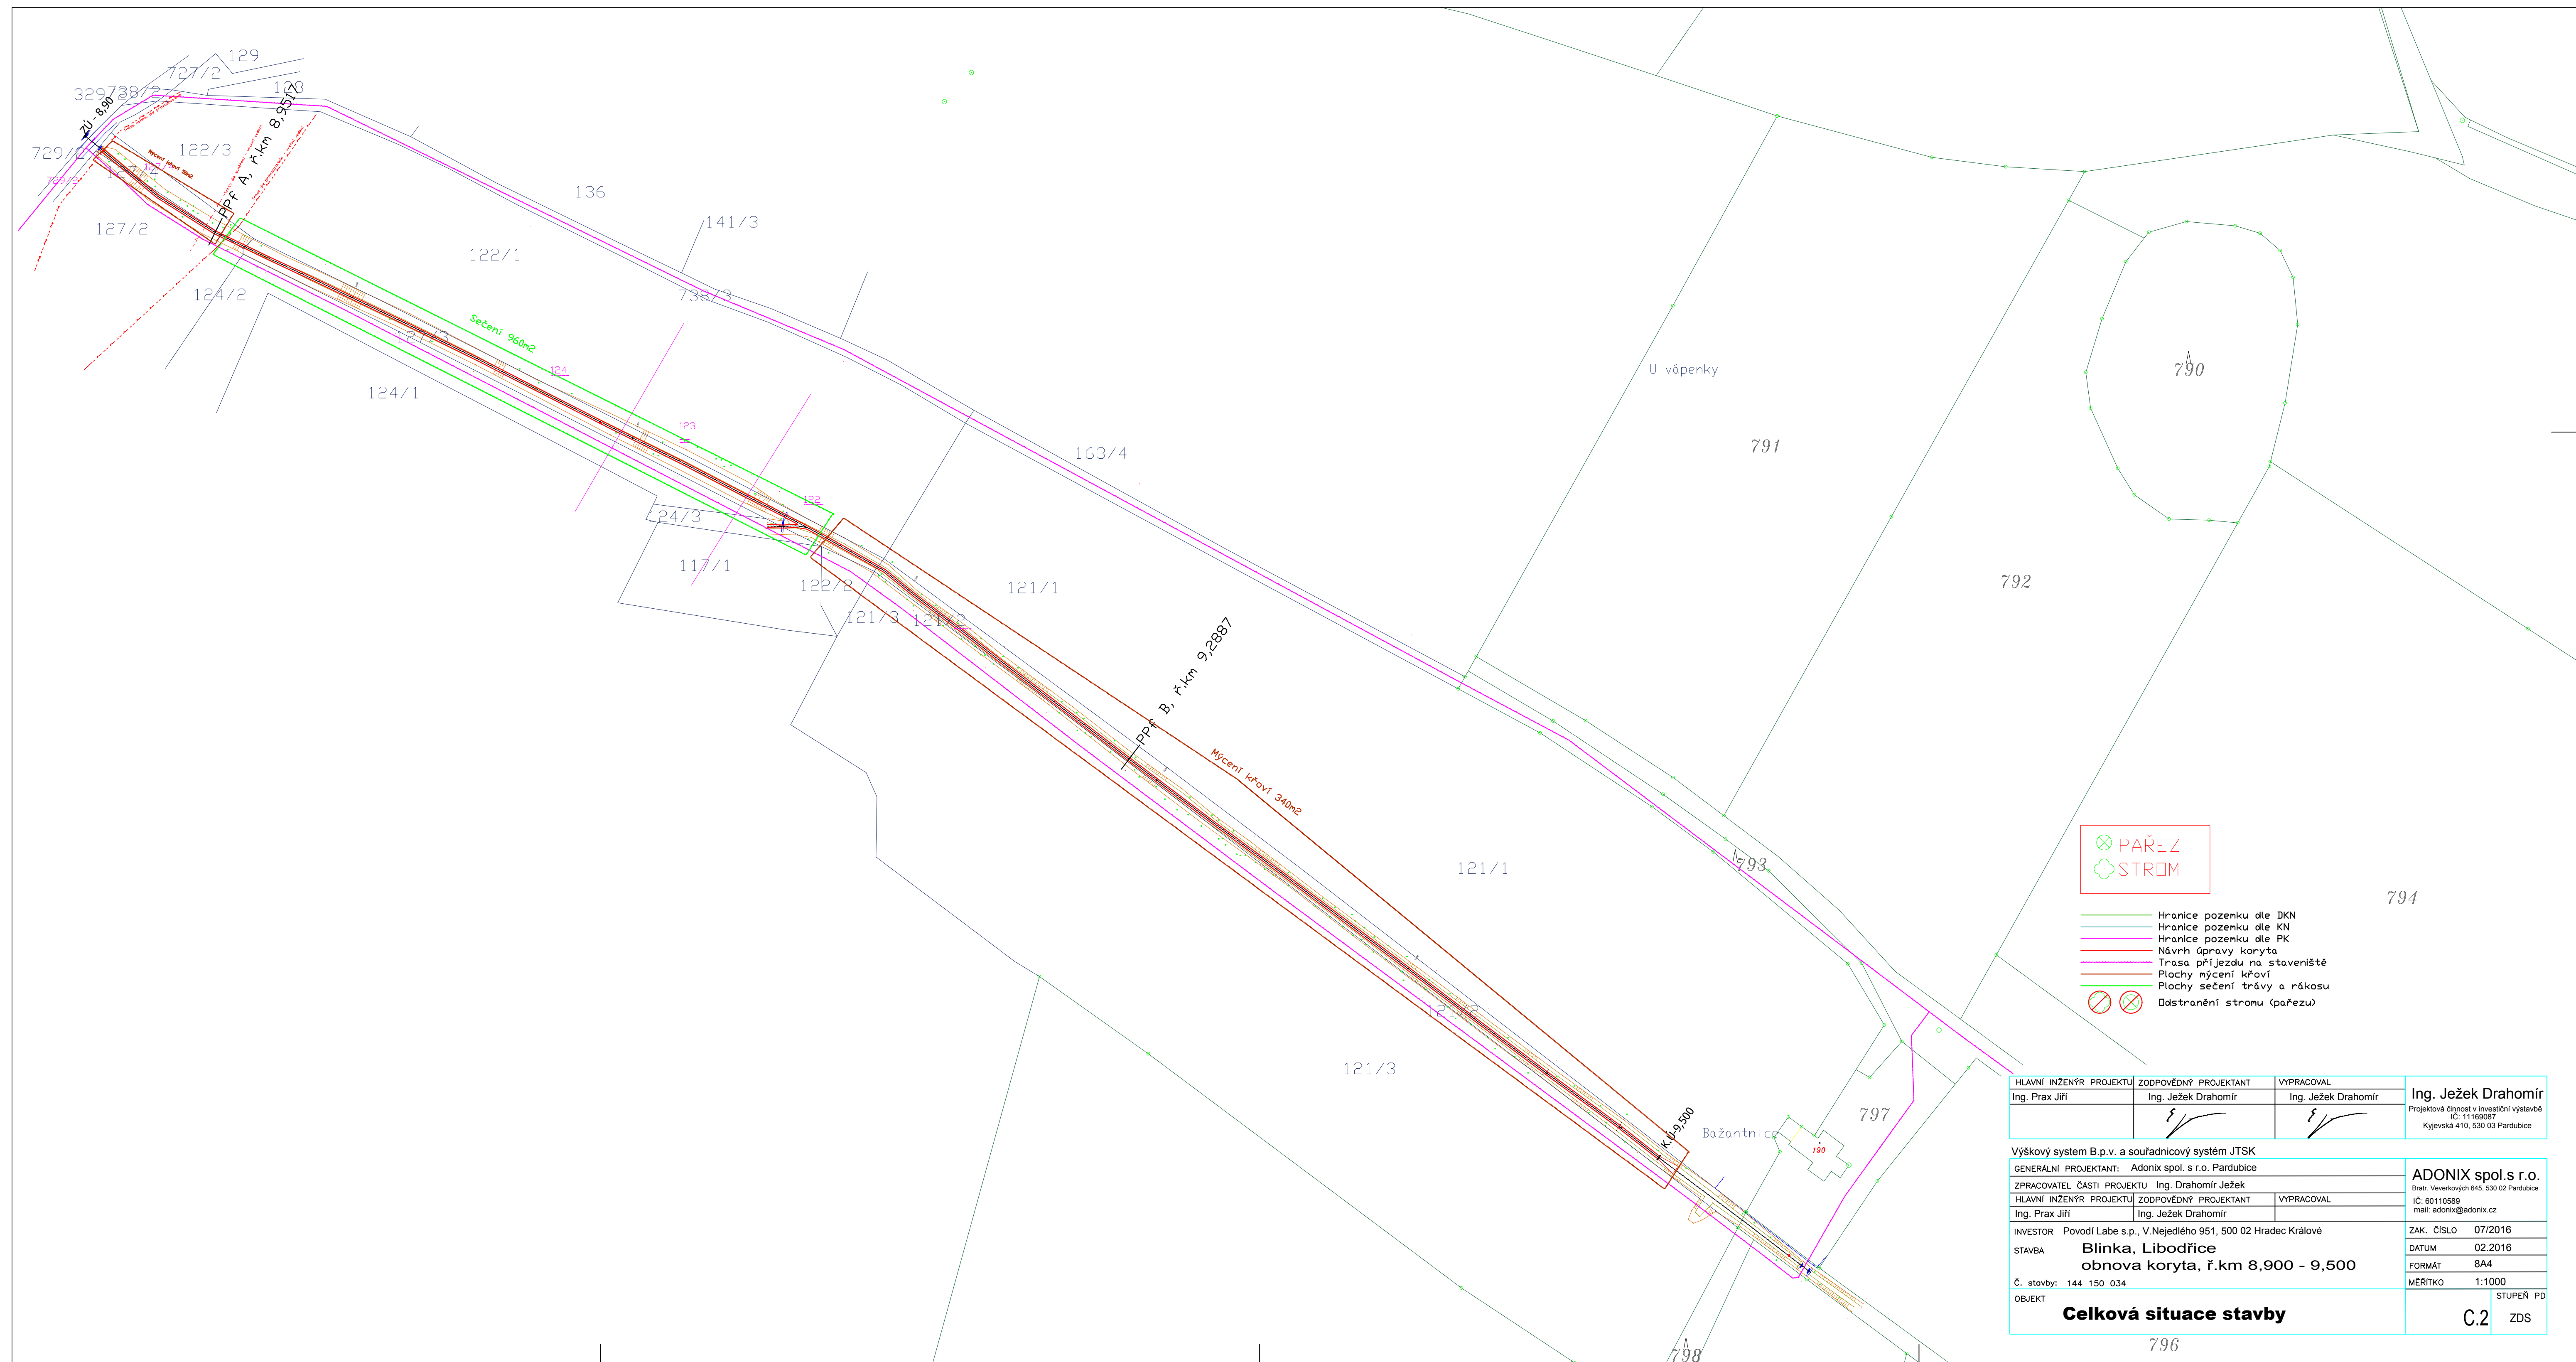 129
727/2
329/2
738/2
128
ZÚ - 8,90
PPf A, ř.km 8,9517
729/2
122/3
Mýcení křoví
729/2
127/2
136
141/3
122/1
124/2
738/3
Sečení 960m2
127/3
124
124/1
123
163/4
122
124/3
117/1
122/2
121/1
121/3
121/2
U vápenky
790
791
792
PPf B, ř.km 9,2887
Mýcení křoví 340m2
121/1
793
794
121/2
121/3
K.Ú-9,500
Bažantnice
190
797
798
796
PAŘEZ
STROM
Hranice pozemku dle DKN
Hranice pozemku dle KN
Hranice pozemku dle PK
Návrh úpravy koryta
Trasa příjezdu na staveniště
Plochy mýcení křoví
Plochy sečení trávy a rákosu
Odstranění stromu (pařezu)
HLAVNÍ INŽENÝR PROJEKTU ZODPOVĚDNÝ PROJEKTANT VYPRACOVAL
Ing. Prax Jiří Ing. Ježek Drahomír Ing. Ježek Drahomír
Ing. Ježek Drahomír
Projektová činnost v investiční výstavbě
IČ: 11169087
Kyjevská 410, 530 03 Pardubice
Výškový system B.p.v. a souřadnicový systém JTSK
GENERÁLNÍ PROJEKTANT: Adonix spol. s r.o. Pardubice
ZPRACOVATEL ČÁSTI PROJEKTU Ing. Drahomír Ježek
HLAVNÍ INŽENÝR PROJEKTU ZODPOVĚDNÝ PROJEKTANT VYPRACOVAL
Ing. Prax Jiří Ing. Ježek Drahomír
ADONIX spol.s r.o.
Bratr. Veverkových 645, 530 02 Pardubice
IČ: 60110589
mail: adonix@adonix.cz
INVESTOR Povodí Labe s.p., V.Nejedlého 951, 500 02 Hradec Králové
STAVBA Blinka, Libodřice
obnova koryta, ř.km 8,900 - 9,500
Č. stavby: 144 150 034
ZAK. ČÍSLO 07/2016
DATUM 02.2016
FORMÁT 8A4
MĚŘÍTKO 1:1000
OBJEKT
Celková situace stavby
STUPEŇ PD
C.2 ZDS